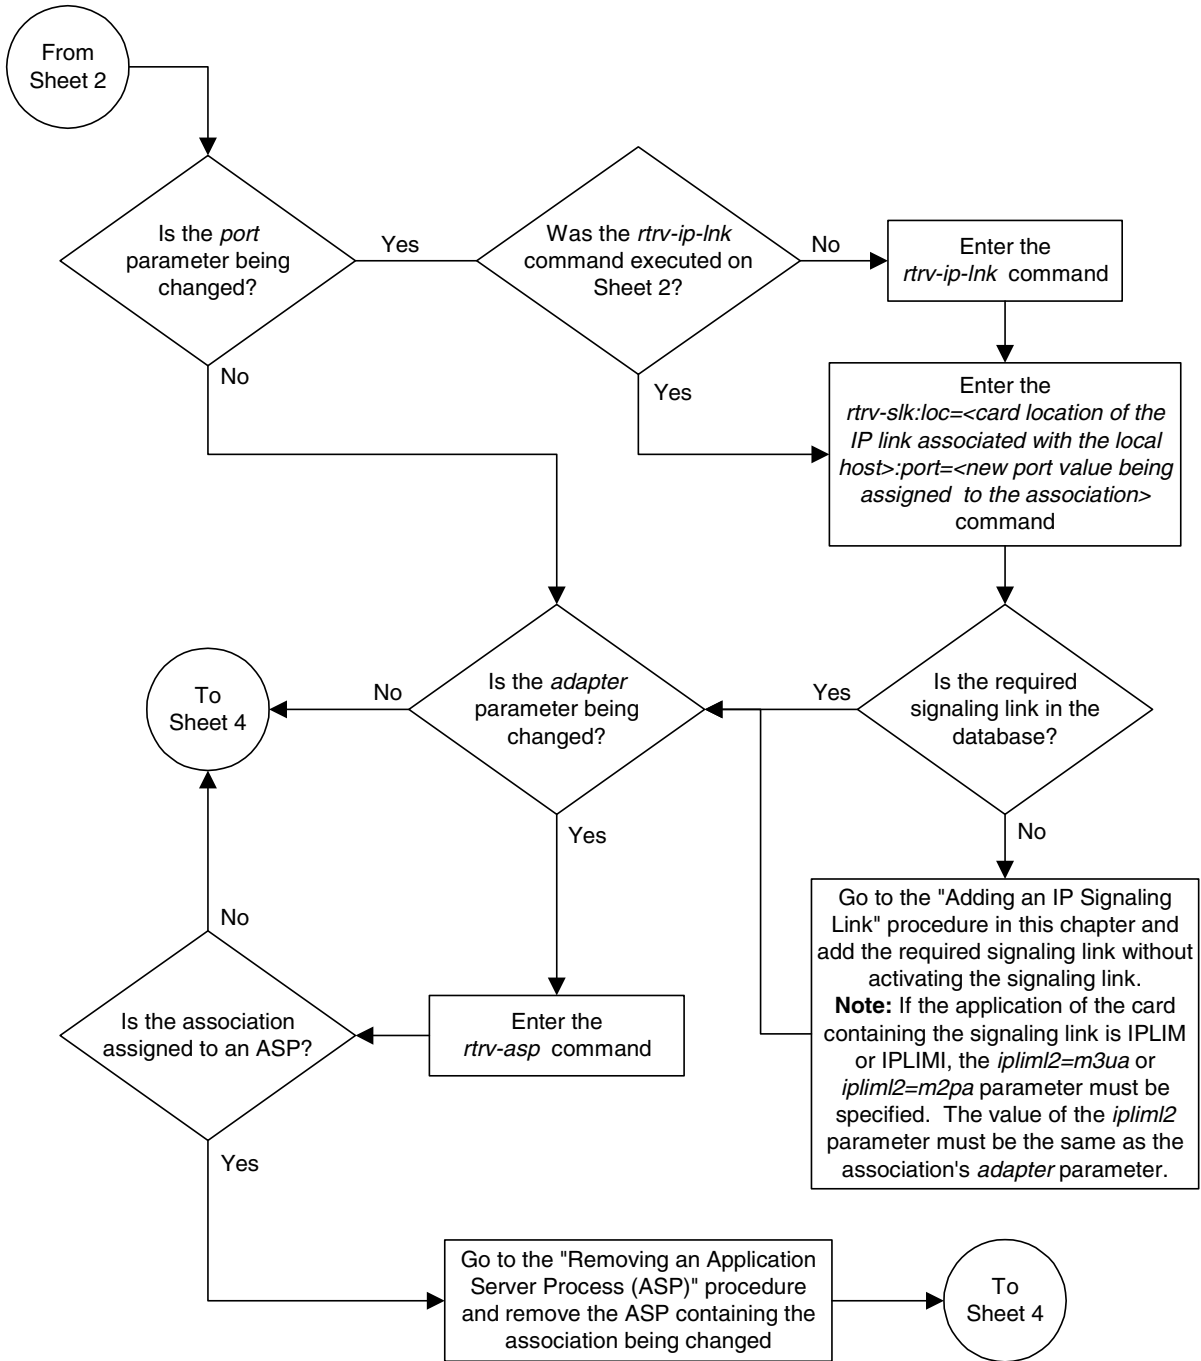 From
Sheet 2
Is the port
parameter being
changed?
Yes
No
Was the rtrv-ip-lnk
command executed on
Sheet 2?
No
Yes
Enter the
rtrv-ip-lnk command
Enter the
rtrv-slk:loc=<card location of the
IP link associated with the local
host>:port=<new port value being
assigned to the association>
command
Is the required
signaling link in the
database?
Yes
No
Go to the "Adding an IP Signaling
Link" procedure in this chapter and
add the required signaling link without
activating the signaling link.
Note: If the application of the card
containing the signaling link is IPLIM
or IPLIMI, the ipliml2=m3ua or
ipliml2=m2pa parameter must be
specified. The value of the ipliml2
parameter must be the same as the
association's adapter parameter.
Is the adapter
parameter being
changed?
No
Yes
To
Sheet 4
Enter the
rtrv-asp command
Is the association
assigned to an ASP?
No
Yes
Go to the "Removing an Application
Server Process (ASP)" procedure
and remove the ASP containing the
association being changed
To
Sheet 4